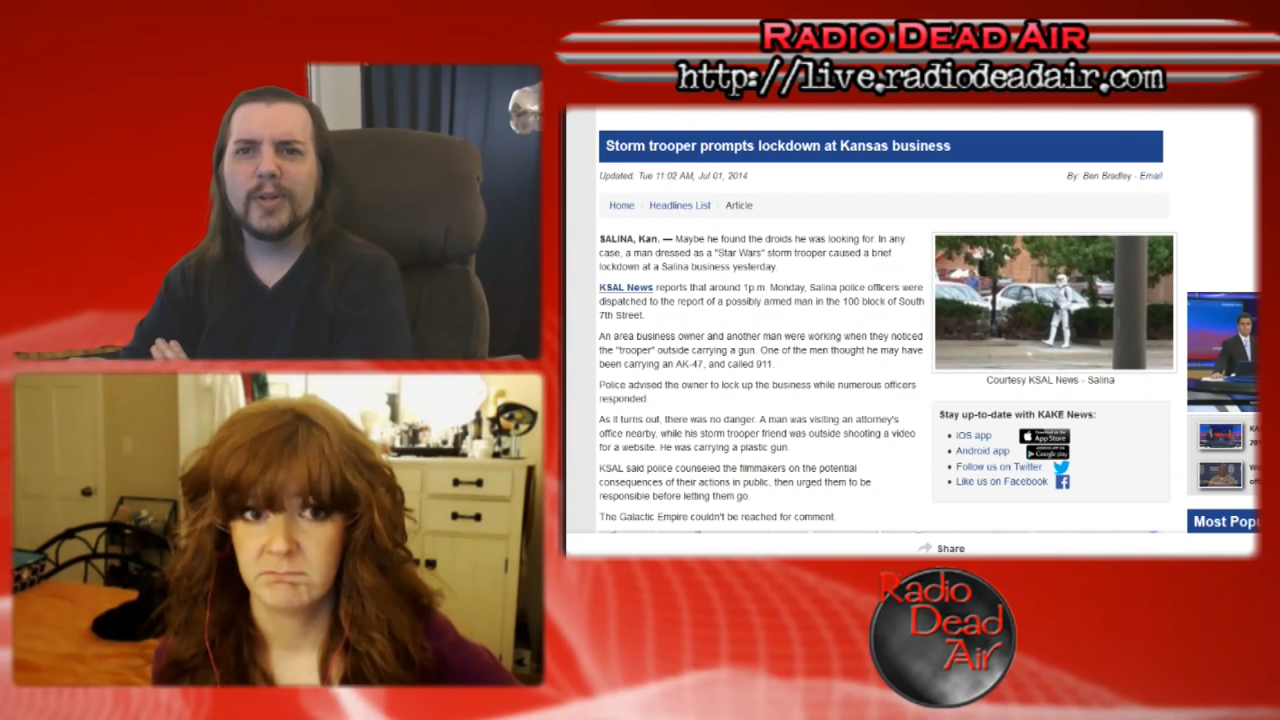 RADIO DEAD AIR
http://live.radiodeadair.com
Storm trooper prompts lockdown at Kansas business
Updated: Tue 11:02 AM, Jul 01, 2014
By: Ben Bradley - Email
Home / Headlines List / Article
SALINA, Kan. — Maybe he found the droids he was looking for. In any
case, a man dressed as a "Star Wars" storm trooper caused a brief
lockdown at a Salina business yesterday.
KSAL News reports that around 1p.m. Monday, Salina police officers were
dispatched to the report of a possibly armed man in the 100 block of South
7th Street.
An area business owner and another man were working when they noticed
the "trooper" outside carrying a gun. One of the men thought he may have
been carrying an AK-47, and called 911.
Police advised the owner to lock up the business while numerous officers
responded.
As it turns out, there was no danger. A man was visiting an attorney's
office nearby, while his storm trooper friend was outside shooting a video
for a website. He was carrying a plastic gun.
KSAL said police counseled the filmmakers on the potential
consequences of their actions in public, then urged them to be
responsible before letting them go.
The Galactic Empire couldn't be reached for comment.
Courtesy KSAL News - Salina
Stay up-to-date with KAKE News:
iOS app
App Store
Android app
Google play
Follow us on Twitter
Like us on Facebook
Most Popu
Share
Radio
Dead
Air